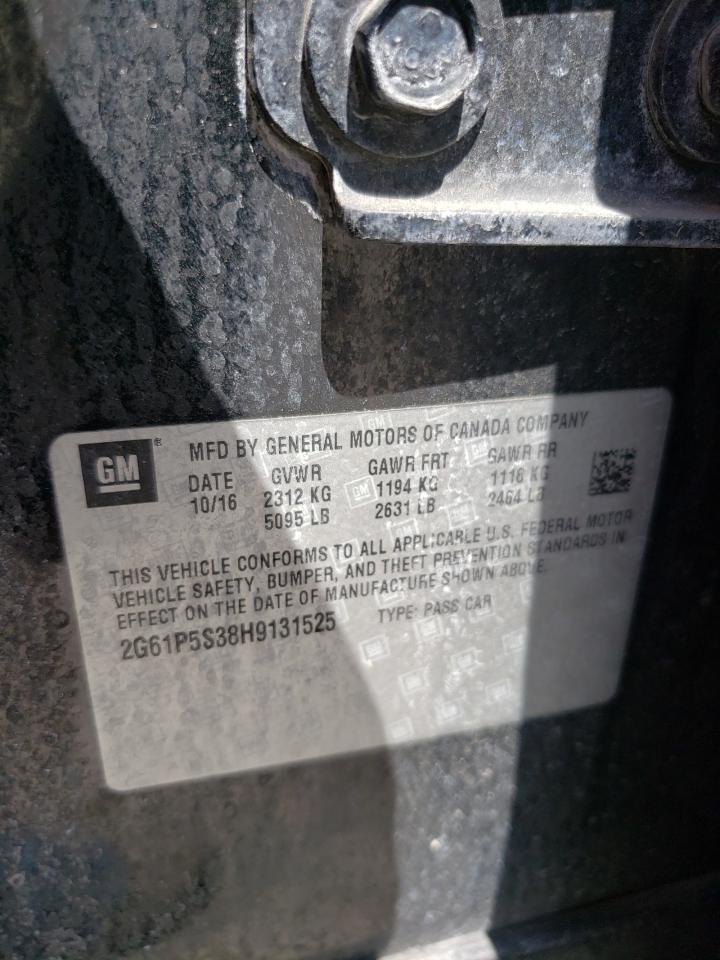 GM ®
MFD BY GENERAL MOTORS OF CANADA COMPANY
DATE GVWR GAWR FRT GAWR RR
10/16 2312 KG 1194 KG 1118 KG
5095 LB 2631 LB 2464 LB
THIS VEHICLE CONFORMS TO ALL APPLICABLE U.S. FEDERAL MOTOR
VEHICLE SAFETY, BUMPER, AND THEFT PREVENTION STANDARDS IN
EFFECT ON THE DATE OF MANUFACTURE SHOWN ABOVE.
2G61P5S38H9131525 TYPE: PASS CAR